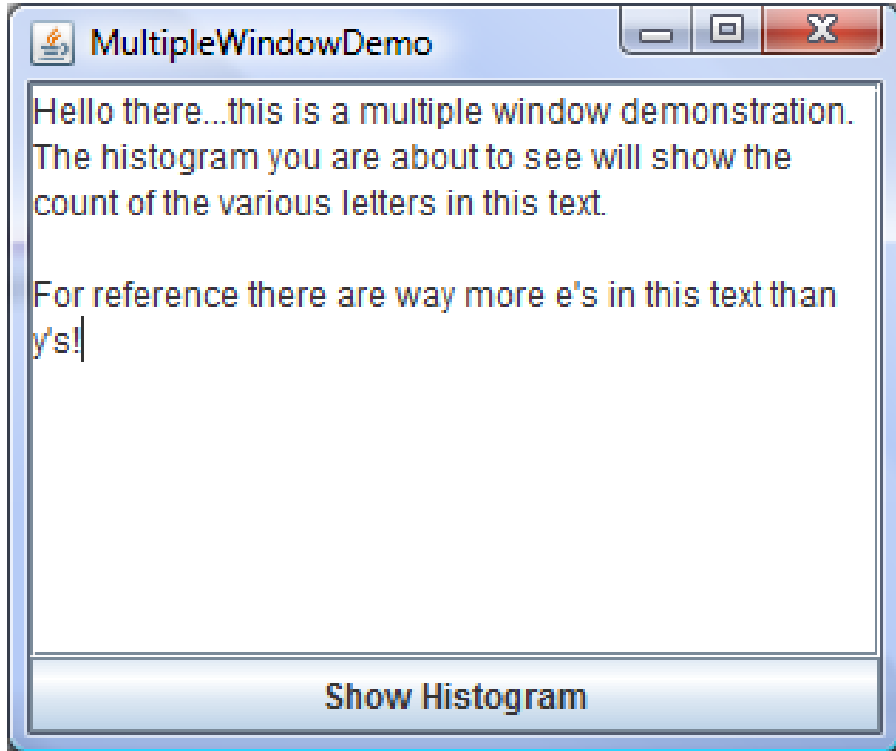 MultipleWindowDemo
Hello there...this is a multiple window demonstration.
The histogram you are about to see will show the
count of the various letters in this text.
For reference there are way more e's in this text than
y's!
Show Histogram